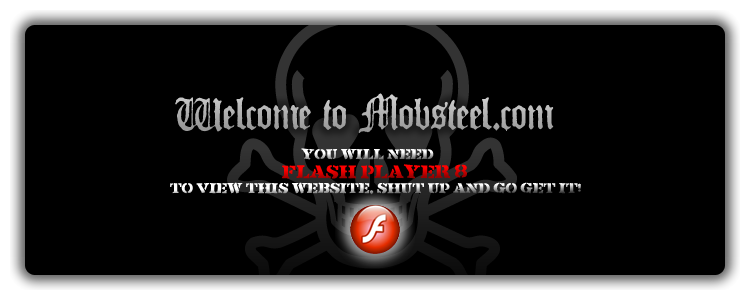 Welcome to Mobsteel.com
YOU WILL NEED
FLASH PLAYER 8
TO VIEW THIS WEBSITE, SHUT UP AND GO GET IT!